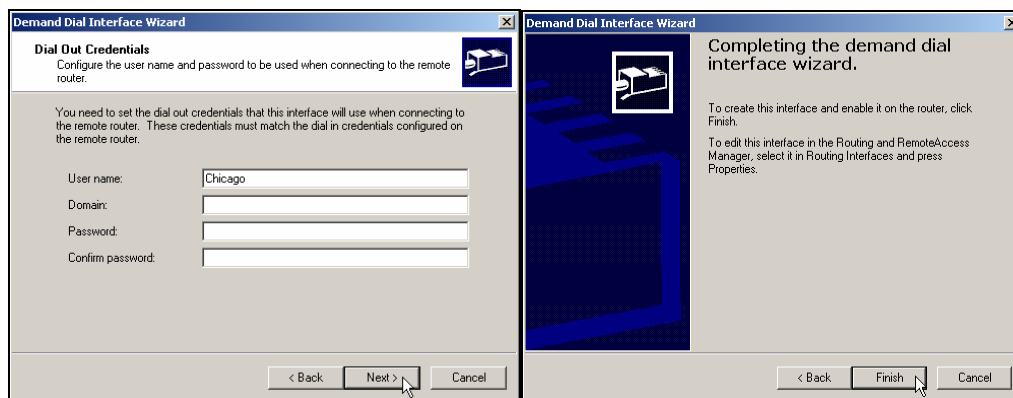 Demand Dial Interface Wizard
Dial Out Credentials
Configure the user name and password to be used when connecting to the remote
router.
You need to set the dial out credentials that this interface will use when connecting to
the remote router. These credentials must match the dial in credentials configured on
the remote router.
User name:
Chicago
Domain:
Password:
Confirm password:
< Back
Next >
Cancel
Demand Dial Interface Wizard
Completing the demand dial
interface wizard.
To create this interface and enable it on the router, click
Finish.
To edit this interface in the Routing and RemoteAccess
Manager, select it in Routing Interfaces and press
Properties.
< Back
Finish
Cancel